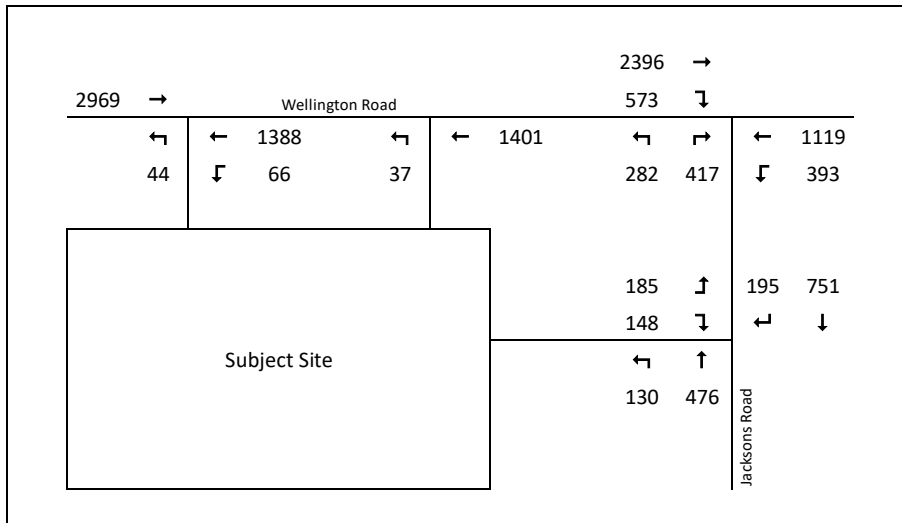 2396 →
2969 → Wellington Road 573 ↴
↰ ← 1388 ↰ ← 1401 ↰ ↱ ← 1119
44 ↲ 66 37 282 417 ↲ 393
185 ⮥ 195 751
148 ↴ ↵ ↓
Subject Site ↰ ↑
130 476
Jacksons Road